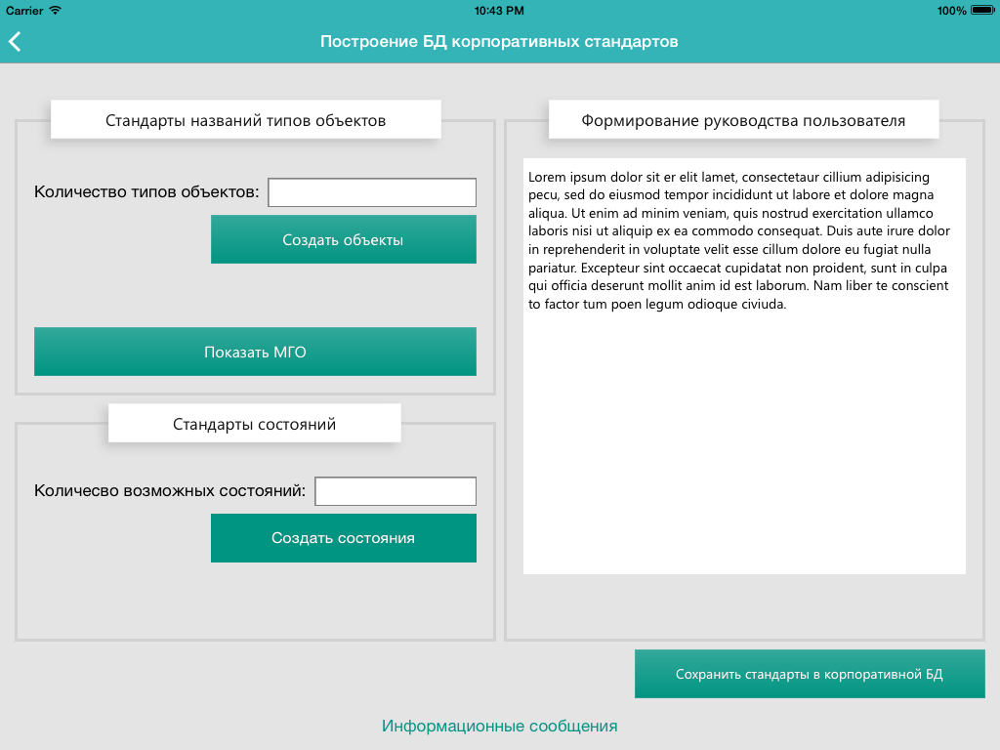 Carrier
10:43 PM
100%
Построение БД корпоративных стандартов
Стандарты названий типов объектов
Количество типов объектов:
Создать объекты
Показать МГО
Стандарты состояний
Количесво возможных состояний:
Создать состояния
Формирование руководства пользователя
Lorem ipsum dolor sit er elit lamet, consectetaur cillium adipisicing
pecu, sed do eiusmod tempor incididunt ut labore et dolore magna
aliqua. Ut enim ad minim veniam, quis nostrud exercitation ullamco
laboris nisi ut aliquip ex ea commodo consequat. Duis aute irure dolor
in reprehenderit in voluptate velit esse cillum dolore eu fugiat nulla
pariatur. Excepteur sint occaecat cupidatat non proident, sunt in culpa
qui officia deserunt mollit anim id est laborum. Nam liber te conscient
to factor tum poen legum odioque civiuda.
Сохранить стандарты в корпоративной БД
Информационные сообщения